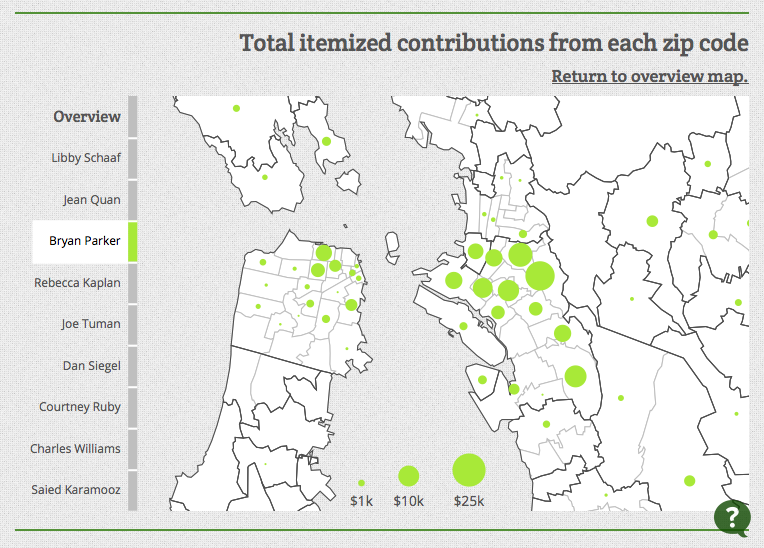 Total itemized contributions from each zip code
Return to overview map.
Overview
Libby Schaaf
Jean Quan
Bryan Parker
Rebecca Kaplan
Joe Tuman
Dan Siegel
Courtney Ruby
Charles Williams
Saied Karamooz
$1k $10k $25k
?